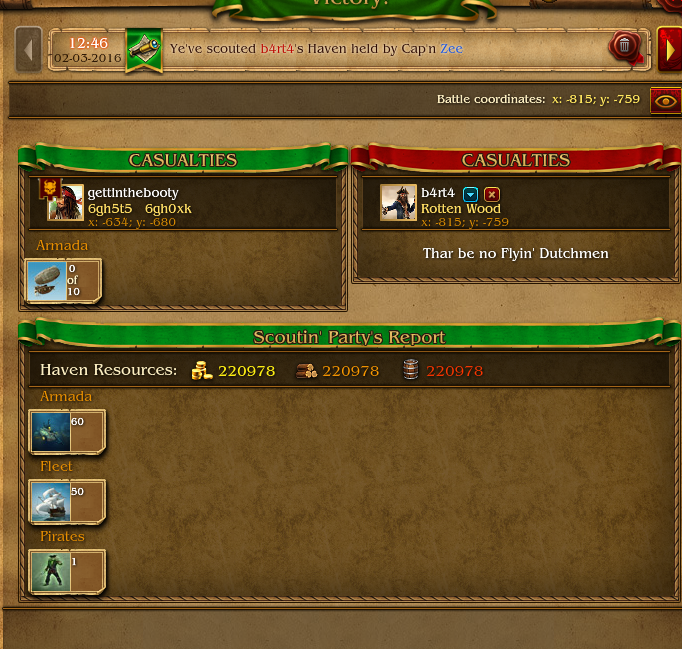 Victory!
12:46
02-03-2016
Ye've scouted b4rt4's Haven held by Cap'n Zee
Battle coordinates: x: -815; y: -759
CASUALTIES
gettinthebooty
6gh5t5 6gh0xk
x: -634; y: -680
Armada
0
of
10
CASUALTIES
b4rt4
Rotten Wood
x: -815; y: -759
Thar be no Flyin' Dutchmen
Scoutin' Party's Report
Haven Resources: 220978 220978 220978
Armada
60
Fleet
50
Pirates
1